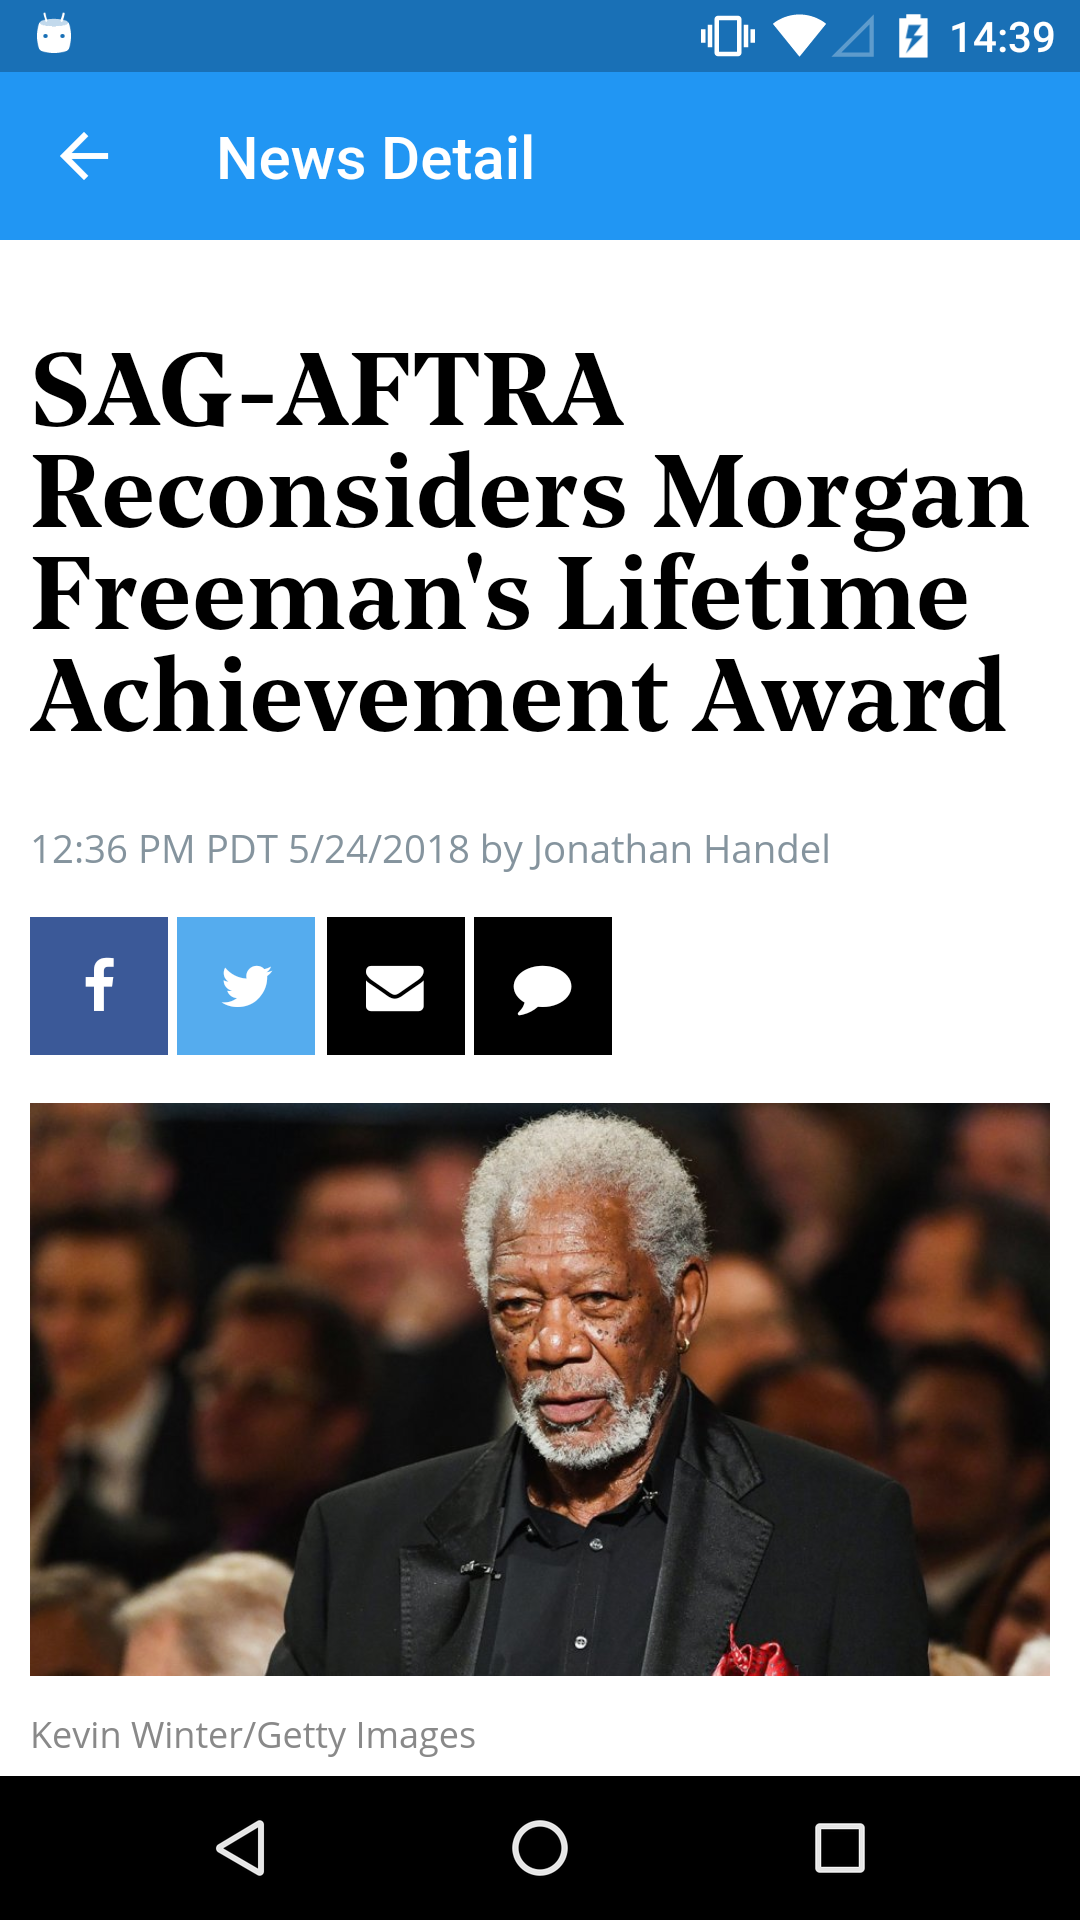 14:39
News Detail
SAG-AFTRA
Reconsiders Morgan
Freeman's Lifetime
Achievement Award
12:36 PM PDT 5/24/2018 by Jonathan Handel
Kevin Winter/Getty Images